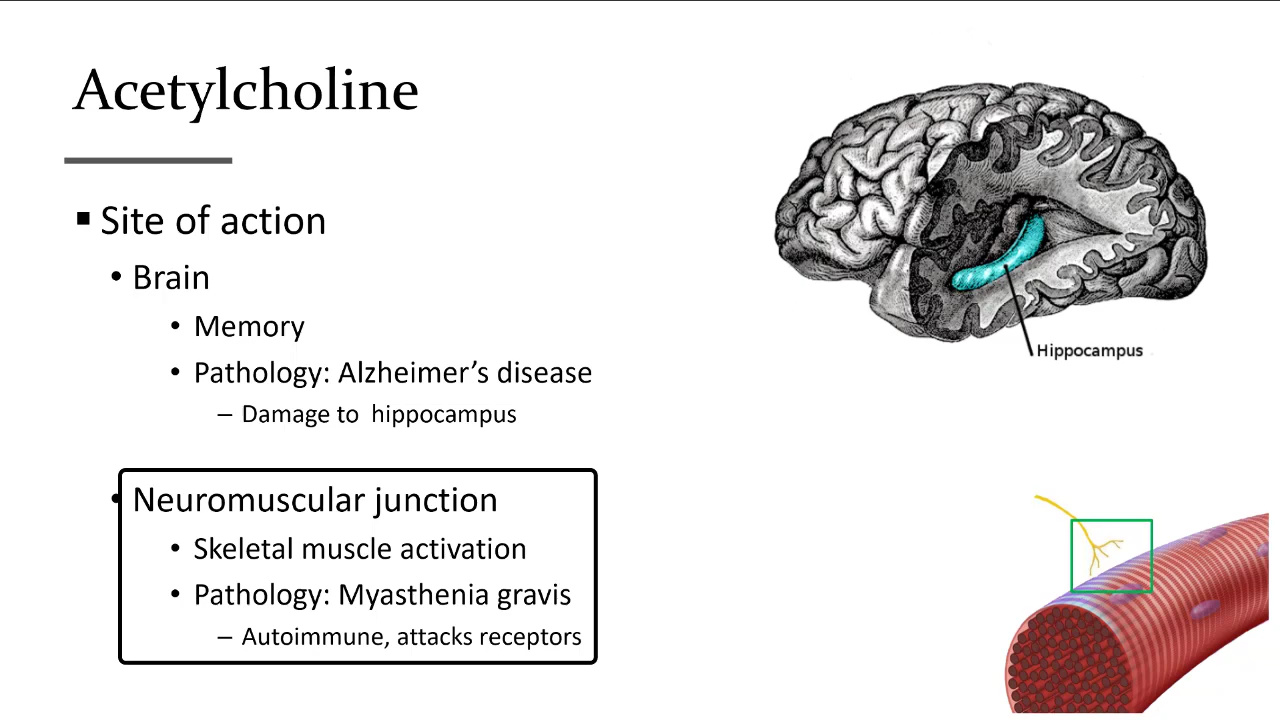 Acetylcholine
▪ Site of action
• Brain
• Memory
• Pathology: Alzheimer’s disease
– Damage to  hippocampus
• Neuromuscular junction
• Skeletal muscle activation
• Pathology: Myasthenia gravis
– Autoimmune, attacks receptors
Hippocampus